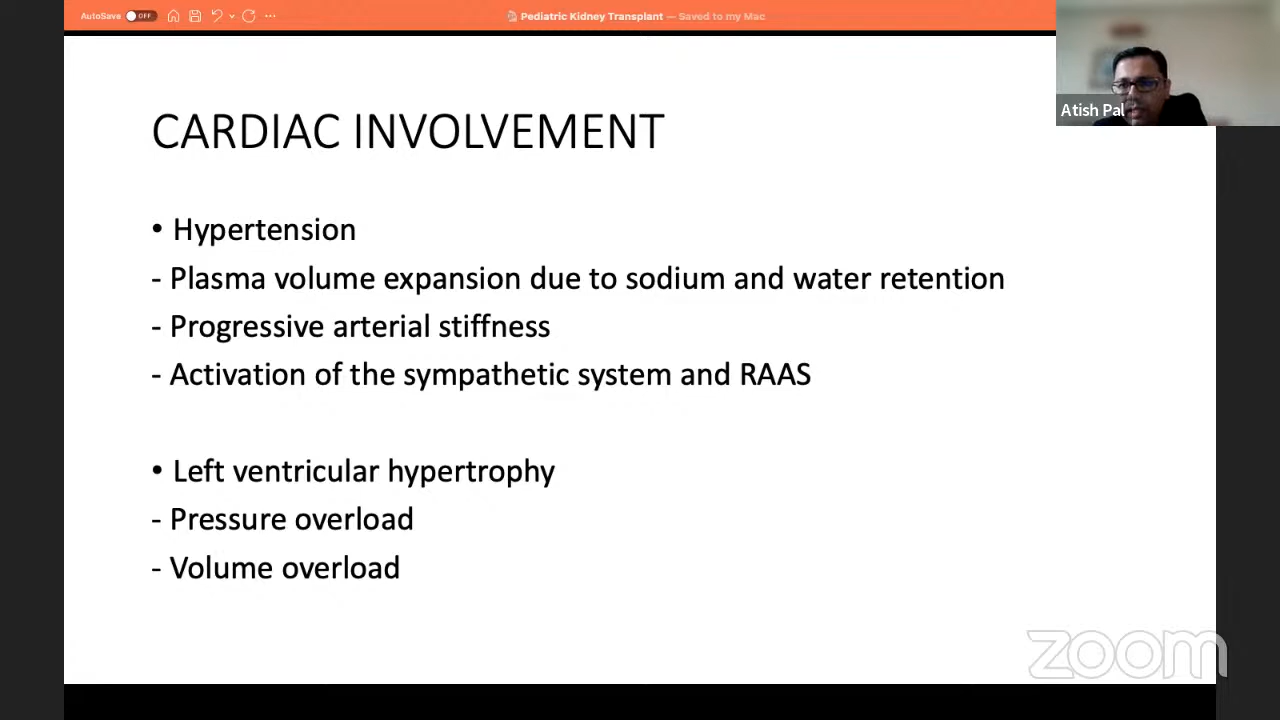 AutoSave OFF
Pediatric Kidney Transplant — Saved to my Mac
Atish Pal
CARDIAC INVOLVEMENT
• Hypertension
- Plasma volume expansion due to sodium and water retention
- Progressive arterial stiffness
- Activation of the sympathetic system and RAAS
• Left ventricular hypertrophy
- Pressure overload
- Volume overload
zoom